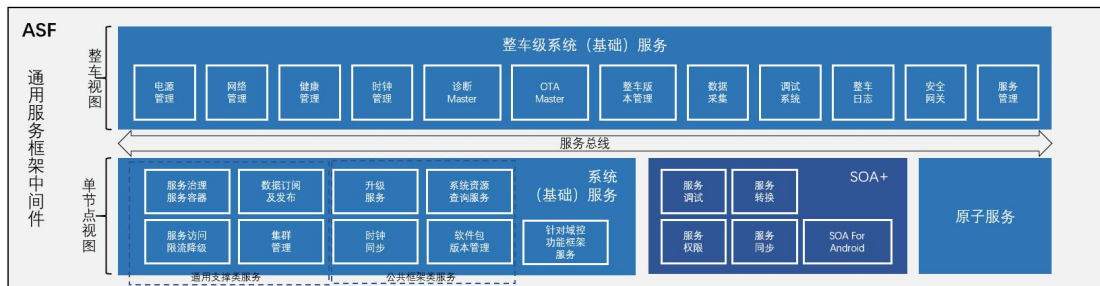 ASF
通用服务框架中间件
整车视图
整车级系统（基础）服务
电源
管理
网络
管理
健康
管理
时钟
管理
诊断
Master
OTA
Master
整车版
本管理
数据
采集
调试
系统
整车
日志
安全
网关
服务
管理
服务总线
单节点视图
服务治理
服务容器
数据订阅
及发布
升级
服务
系统资源
查询服务
系统
（基础）服务
服务访问
限流降级
集群
管理
时钟
同步
软件包
版本管理
针对域控
功能框架
服务
通用支撑类服务
公共框架类服务
SOA+
服务
调试
服务
转换
服务
权限
服务
同步
SOA For
Android
原子服务